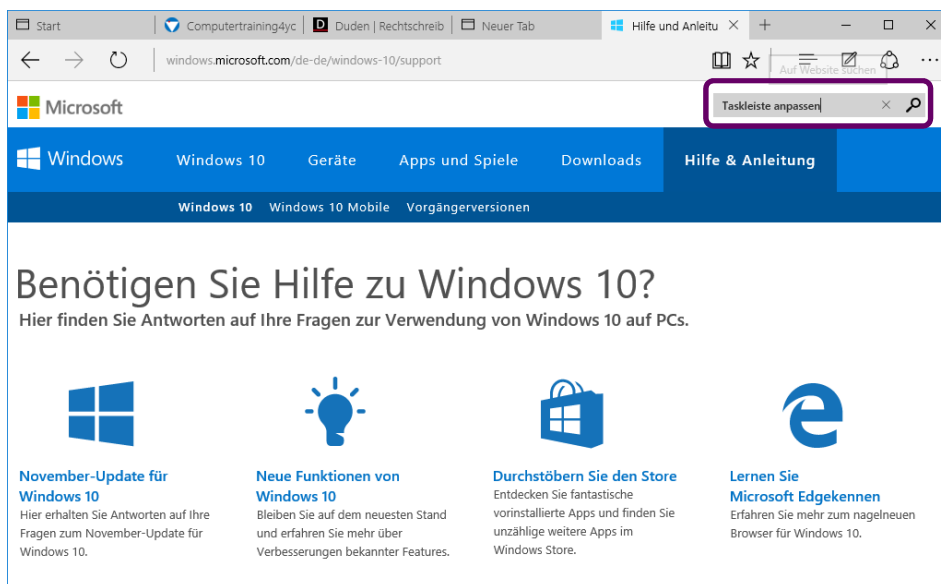 Start
Computertraining4yc
Duden | Rechtschreib
Neuer Tab
Hilfe und Anleitu
windows.microsoft.com/de-de/windows-10/support
Auf Website suchen
Microsoft
Taskleiste anpassen
Windows
Windows 10
Geräte
Apps und Spiele
Downloads
Hilfe & Anleitung
Windows 10
Windows 10 Mobile
Vorgängerversionen
Benötigen Sie Hilfe zu Windows 10?
Hier finden Sie Antworten auf Ihre Fragen zur Verwendung von Windows 10 auf PCs.
November-Update für
Windows 10
Hier erhalten Sie Antworten auf Ihre
Fragen zum November-Update für
Windows 10.
Neue Funktionen von
Windows 10
Bleiben Sie auf dem neuesten Stand
und erfahren Sie mehr über
Verbesserungen bekannter Features.
Durchstöbern Sie den Store
Entdecken Sie fantastische
vorinstallierte Apps und finden Sie
unzählige weitere Apps im
Windows Store.
Lernen Sie
Microsoft Edgekennen
Erfahren Sie mehr zum nagelneuen
Browser für Windows 10.